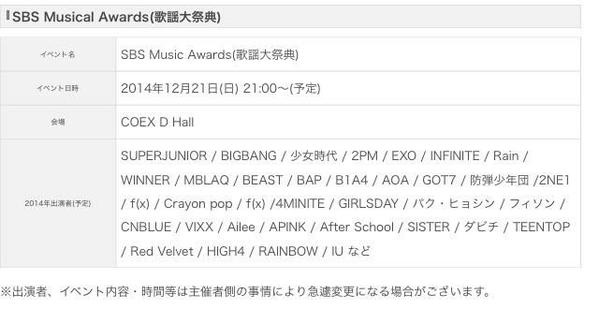 SBS Musical Awards(歌謡大祭典)
イベント名
SBS Music Awards(歌謡大祭典)
イベント日時
2014年12月21日(日) 21:00〜(予定)
会場
COEX D Hall
2014年出演者(予定)
SUPERJUNIOR / BIGBANG / 少女時代 / 2PM / EXO / INFINITE / Rain /
WINNER / MBLAQ / BEAST / BAP / B1A4 / AOA / GOT7 / 防弾少年団 /2NE1
/ f(x) / Crayon pop / f(x) /4MINITE / GIRLSDAY / パク・ヒョシン / フィソン /
CNBLUE / VIXX / Ailee / APINK / After School / SISTER / ダビチ / TEENTOP
/ Red Velvet / HIGH4 / RAINBOW / IU など
※出演者、イベント内容・時間等は主催者側の事情により急遽変更になる場合がございます。